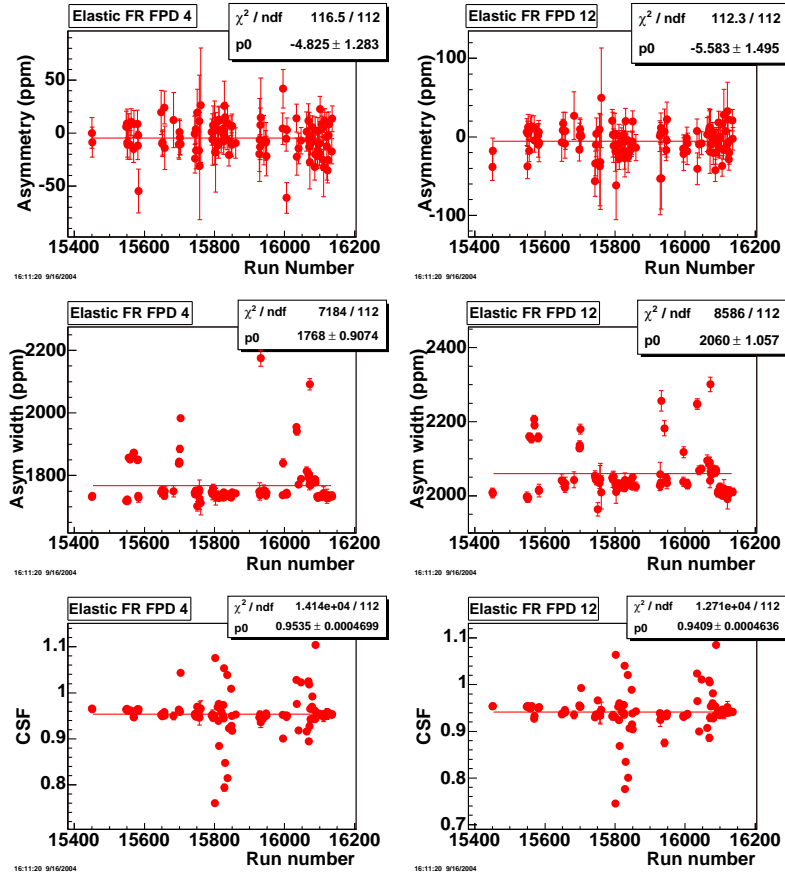 Elastic FR FPD 4
χ² / ndf 116.5 / 112
p0 -4.825 ± 1.283
Asymmetry (ppm)
50
0
-50
15400 15600 15800 16000 16200
Run Number
16:11:20 9/16/2004
Elastic FR FPD 12
χ² / ndf 112.3 / 112
p0 -5.583 ± 1.495
Asymmetry (ppm)
100
0
-100
15400 15600 15800 16000 16200
Run Number
16:11:20 9/16/2004
Elastic FR FPD 4
χ² / ndf 7184 / 112
p0 1768 ± 0.9074
Asym width (ppm)
2200
2000
1800
15400 15600 15800 16000 16200
Run number
16:11:20 9/16/2004
Elastic FR FPD 12
χ² / ndf 8586 / 112
p0 2060 ± 1.057
Asym width (ppm)
2400
2200
2000
15400 15600 15800 16000 16200
Run number
16:11:20 9/16/2004
Elastic FR FPD 4
χ² / ndf 1.414e+04 / 112
p0 0.9535 ± 0.0004699
CSF
1.1
1
0.9
0.8
15400 15600 15800 16000 16200
Run number
16:11:20 9/16/2004
Elastic FR FPD 12
χ² / ndf 1.271e+04 / 112
p0 0.9409 ± 0.0004636
CSF
1.1
1
0.9
0.8
0.7
15400 15600 15800 16000 16200
Run number
16:11:20 9/16/2004